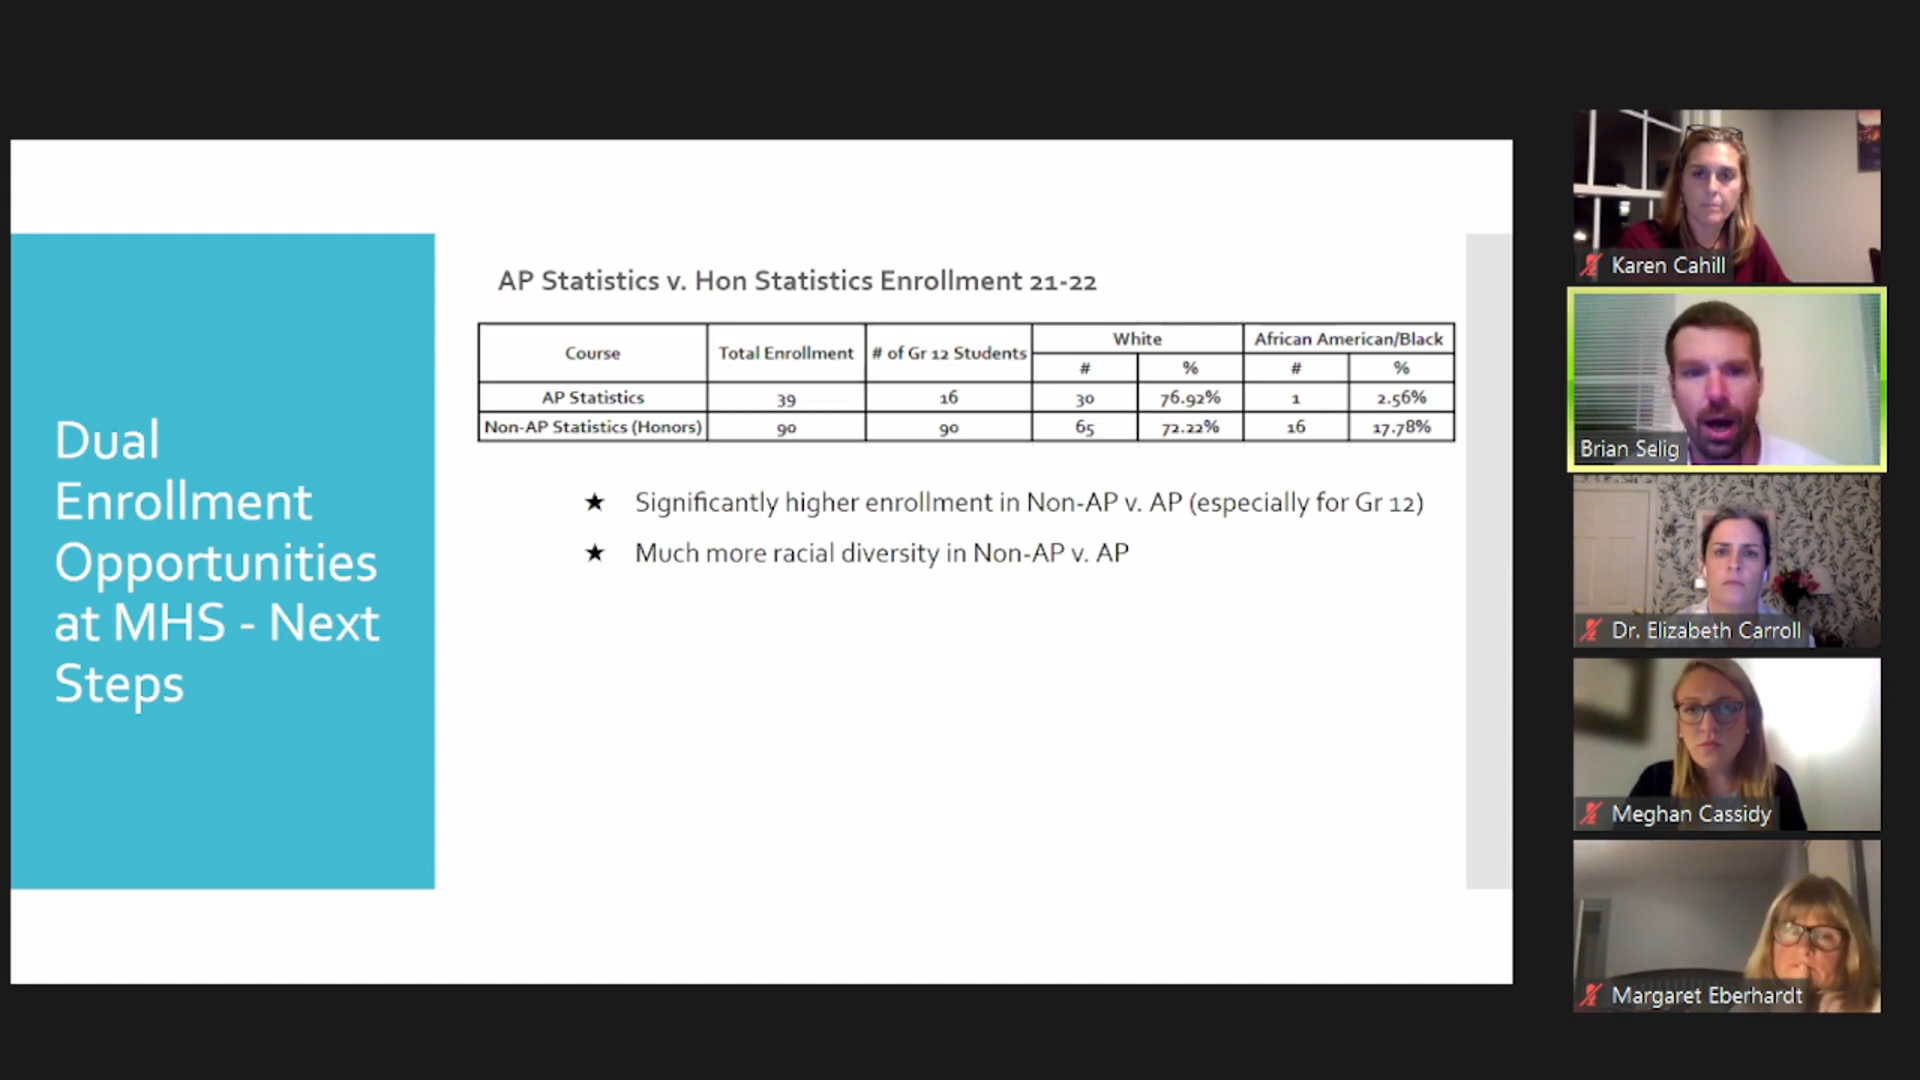 Dual
Enrollment
Opportunities
at MHS - Next
Steps
AP Statistics v. Hon Statistics Enrollment 21-22
Course Total Enrollment # of Gr 12 Students White African American/Black
# % # %
AP Statistics 39 16 30 76.92% 1 2.56%
Non-AP Statistics (Honors) 90 90 65 72.22% 16 17.78%
★ Significantly higher enrollment in Non-AP v. AP (especially for Gr 12)
★ Much more racial diversity in Non-AP v. AP
Karen Cahill
Brian Selig
Dr. Elizabeth Carroll
Meghan Cassidy
Margaret Eberhardt